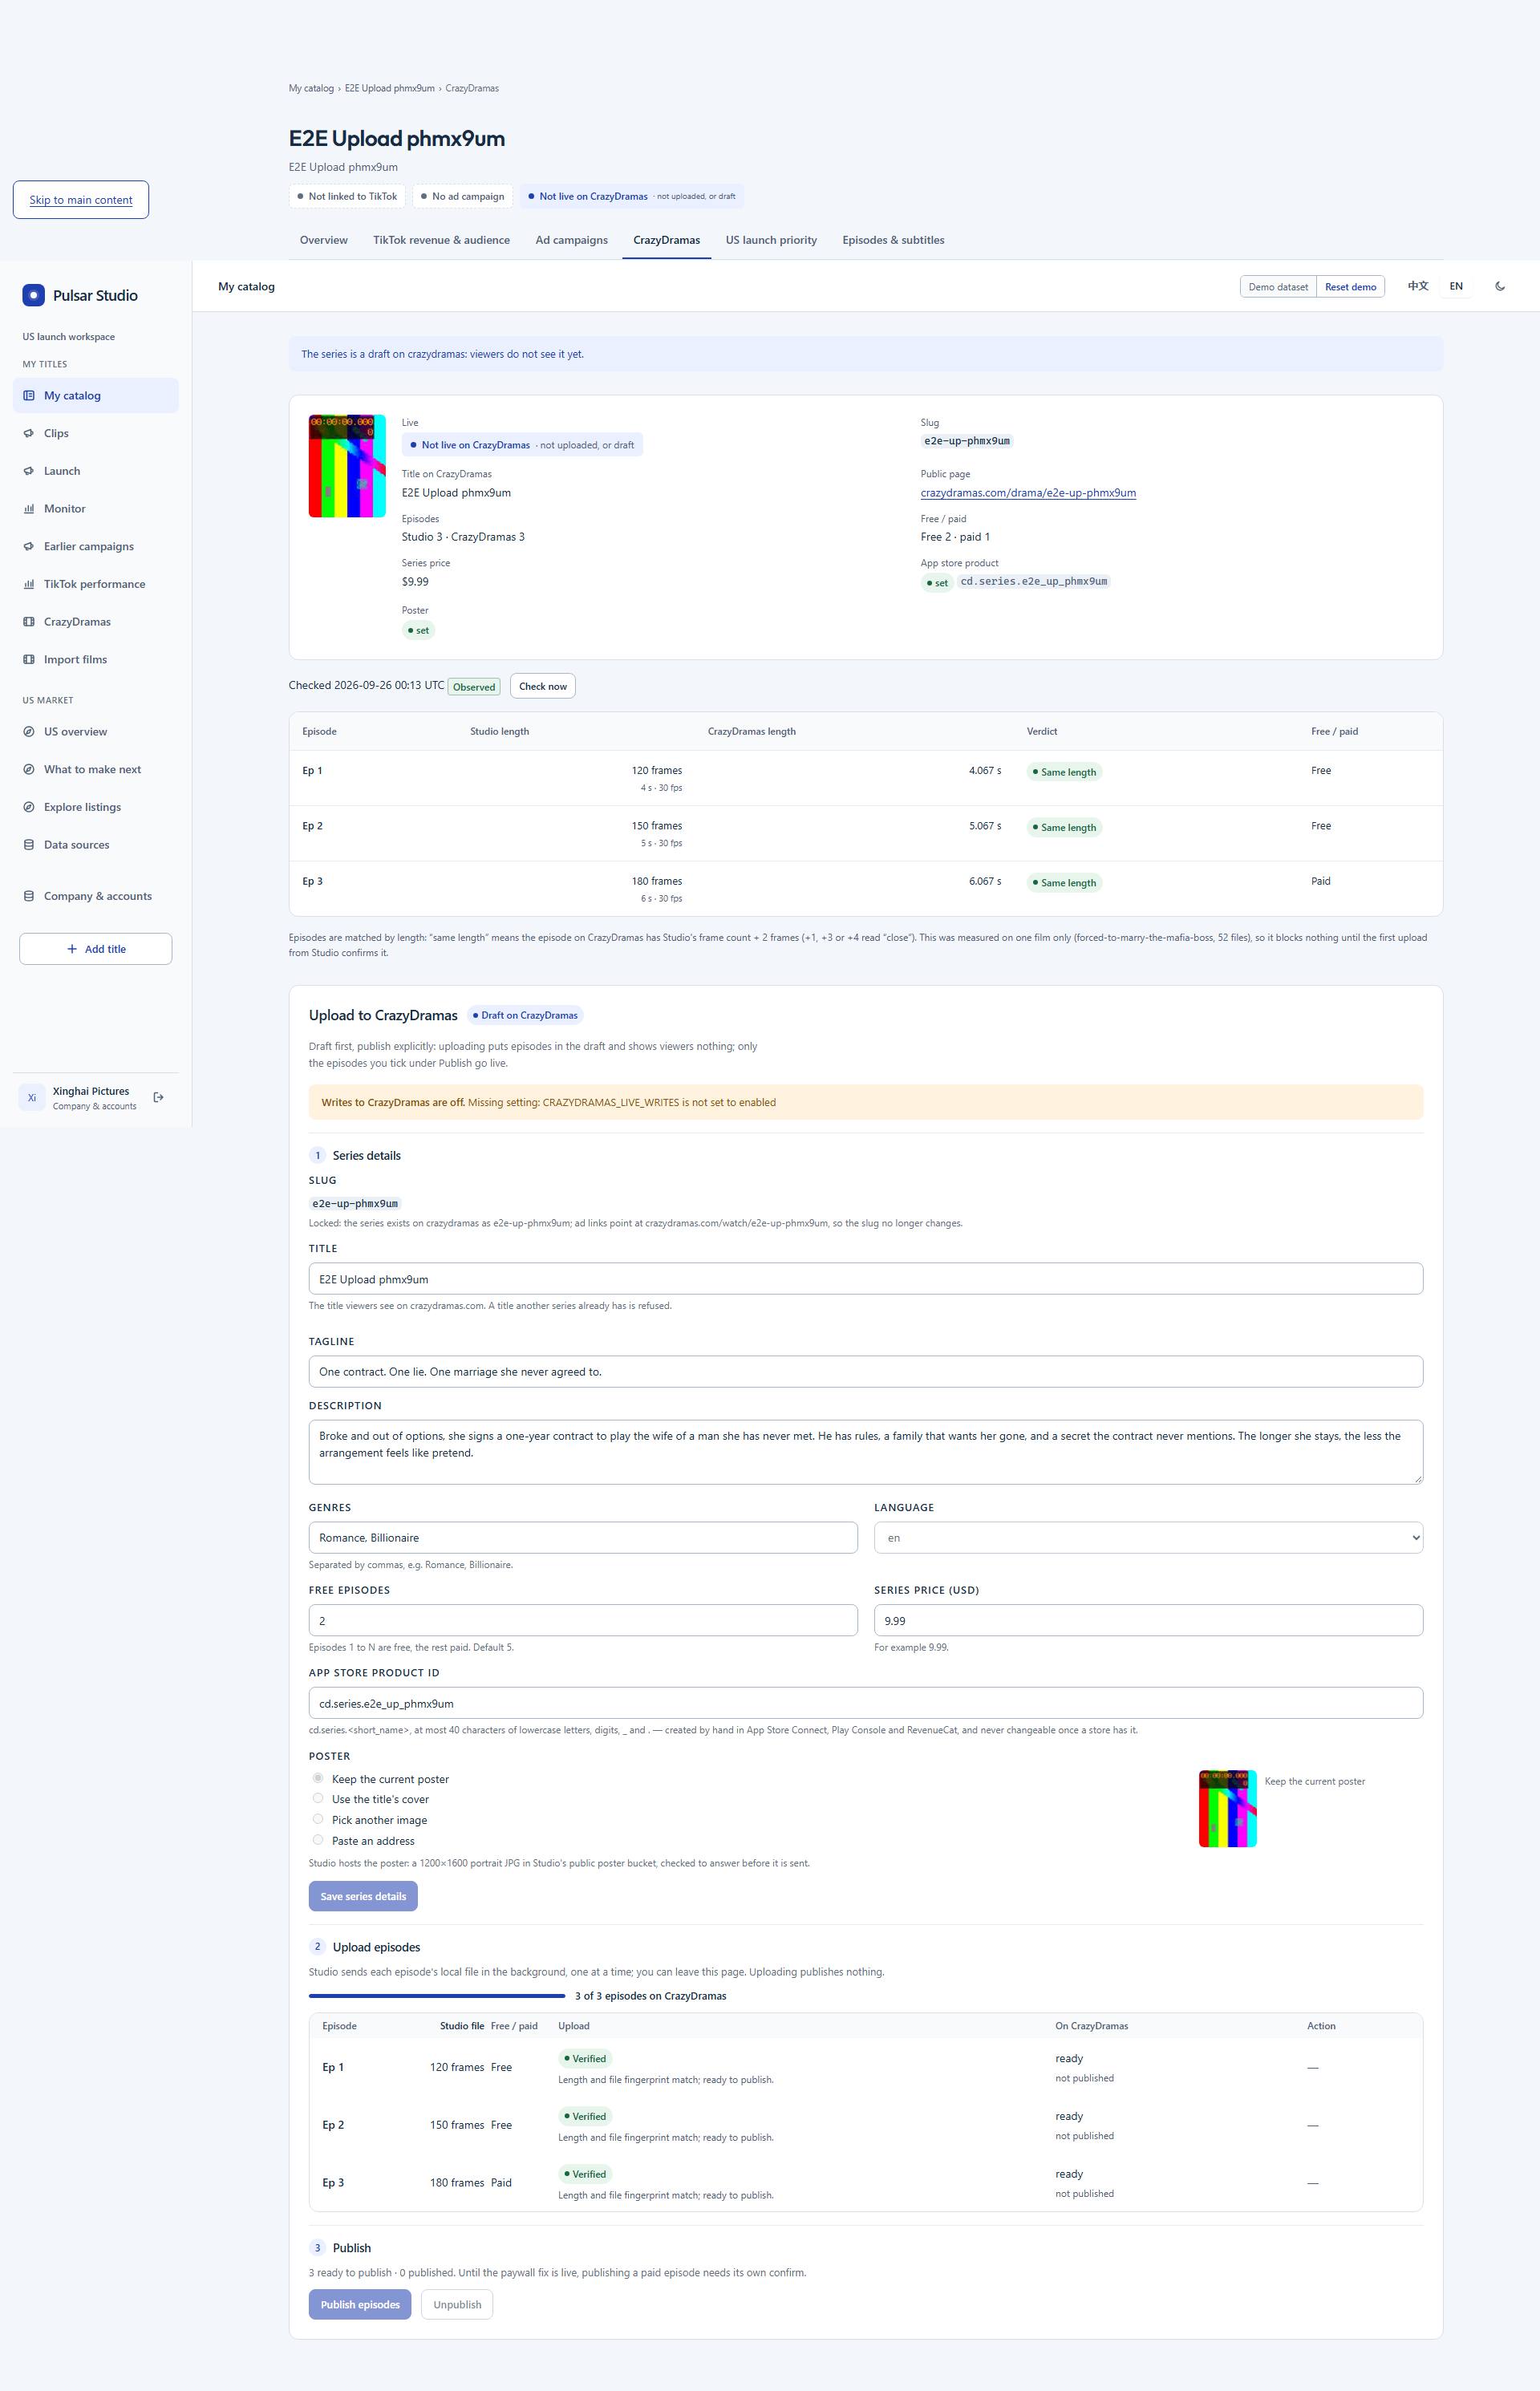 My catalog › E2E Upload phmx9um › CrazyDramas
E2E Upload phmx9um
E2E Upload phmx9um
Skip to main content
Not linked to TikTok
No ad campaign
Not live on CrazyDramas · not uploaded, or draft
Overview
TikTok revenue & audience
Ad campaigns
CrazyDramas
US launch priority
Episodes & subtitles
Pulsar Studio
US launch workspace
MY TITLES
My catalog
Clips
Launch
Monitor
Earlier campaigns
TikTok performance
CrazyDramas
Import films
US MARKET
US overview
What to make next
Explore listings
Data sources
Company & accounts
Add title
Xi
Xinghai Pictures
Company & accounts
My catalog
Demo dataset
Reset demo
中文
EN
The series is a draft on crazydramas: viewers do not see it yet.
00:00:00.000
0
Live
Not live on CrazyDramas · not uploaded, or draft
Slug
e2e-up-phmx9um
Title on CrazyDramas
E2E Upload phmx9um
Public page
crazydramas.com/drama/e2e-up-phmx9um
Episodes
Studio 3 · CrazyDramas 3
Free / paid
Free 2 · paid 1
Series price
$9.99
App store product
set cd.series.e2e_up_phmx9um
Poster
set
Checked 2026-09-26 00:13 UTC Observed Check now
Episode Studio length CrazyDramas length Verdict Free / paid
Ep 1 120 frames 4.067 s Same length Free
4 s · 30 fps
Ep 2 150 frames 5.067 s Same length Free
5 s · 30 fps
Ep 3 180 frames 6.067 s Same length Paid
6 s · 30 fps
Episodes are matched by length: “same length” means the episode on CrazyDramas has Studio’s frame count + 2 frames (+1, +3 or +4 read “close”). This was measured on one film only (forced-to-marry-the-mafia-boss, 52 files), so it blocks nothing until the first upload
from Studio confirms it.
Upload to CrazyDramas Draft on CrazyDramas
Draft first, publish explicitly: uploading puts episodes in the draft and shows viewers nothing; only
the episodes you tick under Publish go live.
Writes to CrazyDramas are off. Missing setting: CRAZYDRAMAS_LIVE_WRITES is not set to enabled
1 Series details
SLUG
e2e-up-phmx9um
Locked: the series exists on crazydramas as e2e-up-phmx9um; ad links point at crazydramas.com/watch/e2e-up-phmx9um, so the slug no longer changes.
TITLE
E2E Upload phmx9um
The title viewers see on crazydramas.com. A title another series already has is refused.
TAGLINE
One contract. One lie. One marriage she never agreed to.
DESCRIPTION
Broke and out of options, she signs a one-year contract to play the wife of a man she has never met. He has rules, a family that wants her gone, and a secret the contract never mentions. The longer she stays, the less the
arrangement feels like pretend.
GENRES
Romance, Billionaire
Separated by commas, e.g. Romance, Billionaire.
LANGUAGE
en
FREE EPISODES
2
Episodes 1 to N are free, the rest paid. Default 5.
SERIES PRICE (USD)
9.99
For example 9.99.
APP STORE PRODUCT ID
cd.series.e2e_up_phmx9um
cd.series.<short_name>, at most 40 characters of lowercase letters, digits, _ and . — created by hand in App Store Connect, Play Console and RevenueCat, and never changeable once a store has it.
POSTER
Keep the current poster
Use the title's cover
Pick another image
Paste an address
00:00:00.000
0
Keep the current poster
Studio hosts the poster: a 1200×1600 portrait JPG in Studio's public poster bucket, checked to answer before it is sent.
Save series details
2 Upload episodes
Studio sends each episode's local file in the background, one at a time; you can leave this page. Uploading publishes nothing.
3 of 3 episodes on CrazyDramas
Episode Studio file Free / paid Upload On CrazyDramas Action
Ep 1 120 frames Free Verified ready —
Length and file fingerprint match; ready to publish. not published
Ep 2 150 frames Free Verified ready —
Length and file fingerprint match; ready to publish. not published
Ep 3 180 frames Paid Verified ready —
Length and file fingerprint match; ready to publish. not published
3 Publish
3 ready to publish · 0 published. Until the paywall fix is live, publishing a paid episode needs its own confirm.
Publish episodes
Unpublish